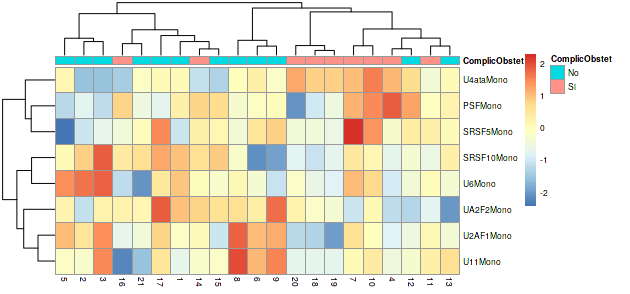 ComplicObstet
U4ataMono
PSFMono
SRSF5Mono
SRSF10Mono
U6Mono
UA2F2Mono
U2AF1Mono
U11Mono
5 2 3 16 21 17 1 14 15 8 6 9 20 18 19 7 10 4 12 11 13
2
1
0
-1
-2
ComplicObstet
No
SI